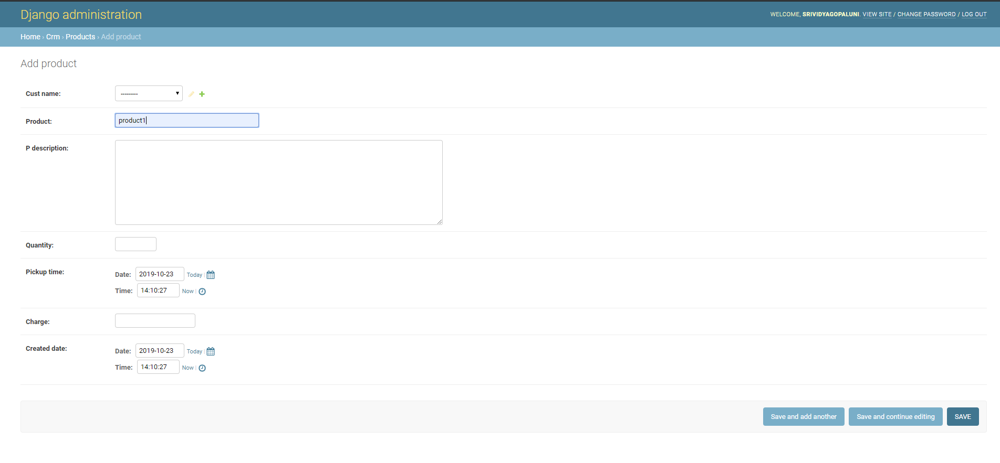 Django administration
WELCOME, SRIVIDYAGOPALUNI. VIEW SITE / CHANGE PASSWORD / LOG OUT
Home › Crm › Products › Add product
Add product
Cust name: ---------
Product: product1
P description:
Quantity:
Pickup time: Date: 2019-10-23 Today |
Time: 14:10:27 Now |
Charge:
Created date: Date: 2019-10-23 Today |
Time: 14:10:27 Now |
Save and add another Save and continue editing SAVE